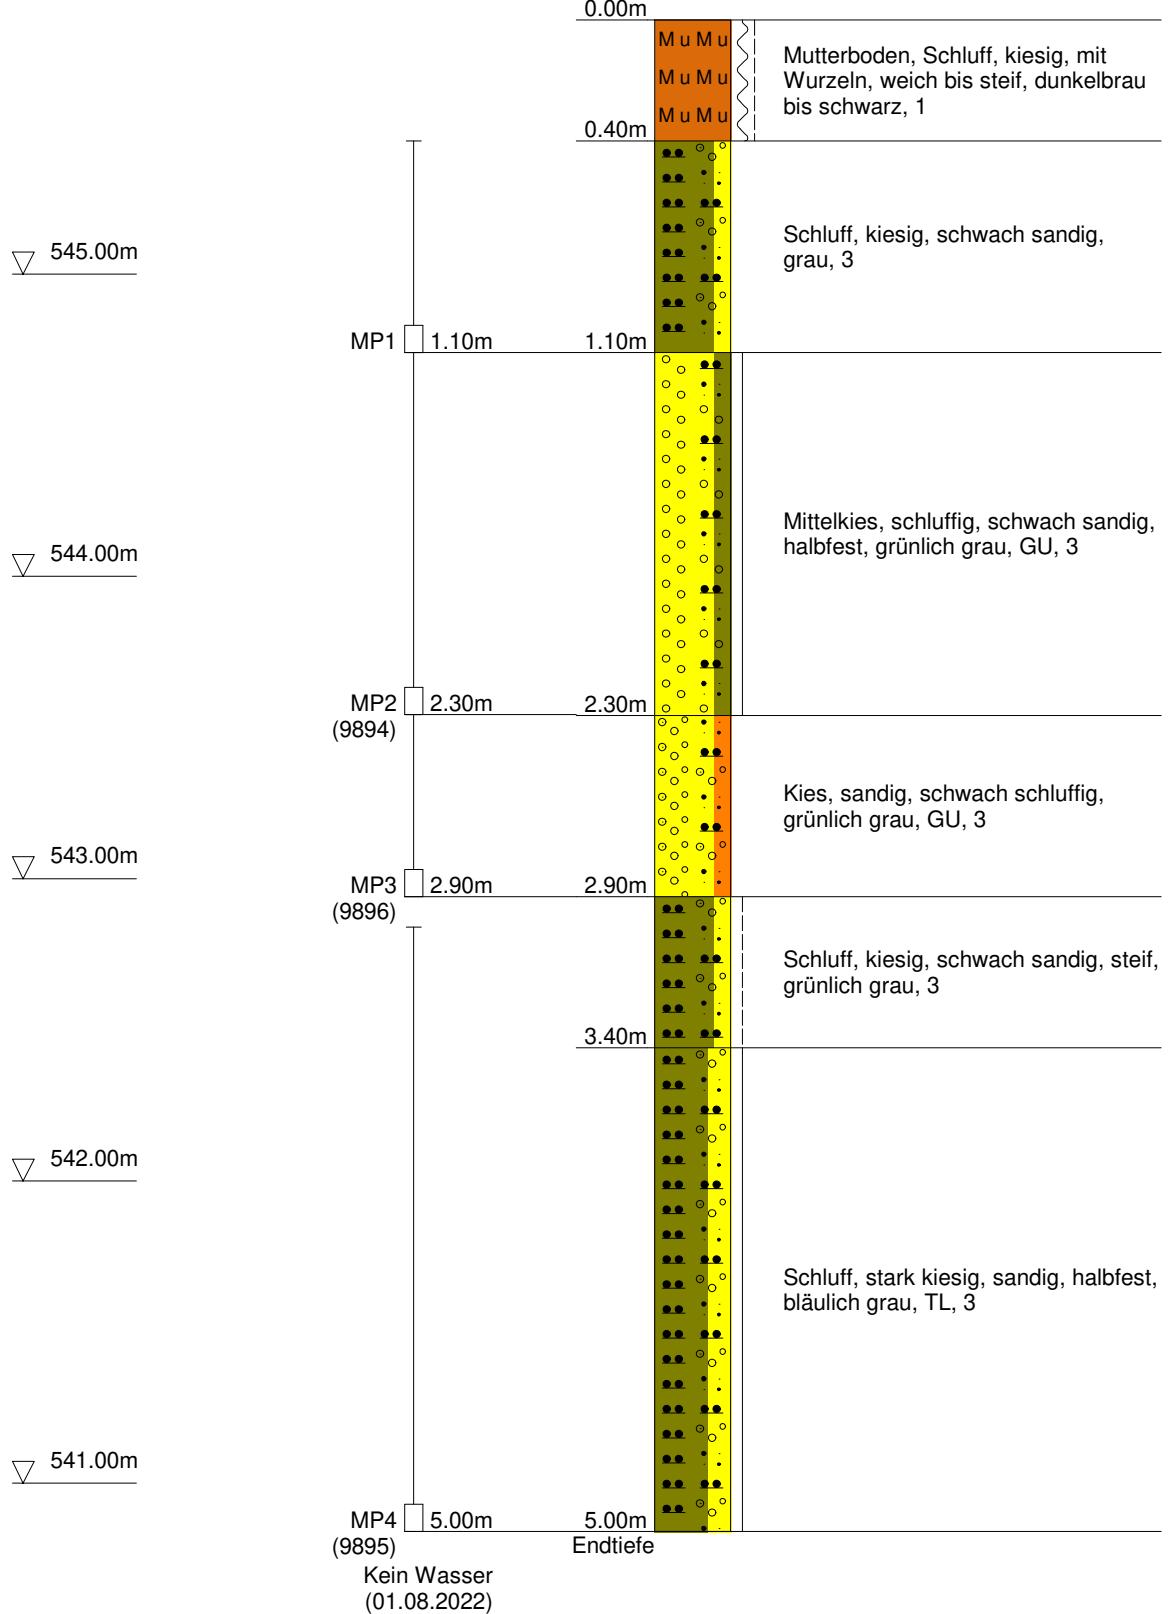 0.00m
M u M u
M u M u
M u M u
Mutterboden, Schluff, kiesig, mit
Wurzeln, weich bis steif, dunkelbrau
bis schwarz, 1
0.40m
545.00m
Schluff, kiesig, schwach sandig,
grau, 3
MP1 1.10m 1.10m
544.00m
Mittelkies, schluffig, schwach sandig,
halbfest, grünlich grau, GU, 3
MP2 2.30m 2.30m
(9894)
543.00m
Kies, sandig, schwach schluffig,
grünlich grau, GU, 3
MP3 2.90m 2.90m
(9896)
Schluff, kiesig, schwach sandig, steif,
grünlich grau, 3
3.40m
542.00m
Schluff, stark kiesig, sandig, halbfest,
bläulich grau, TL, 3
541.00m
MP4 5.00m 5.00m
(9895) Endtiefe
Kein Wasser
(01.08.2022)